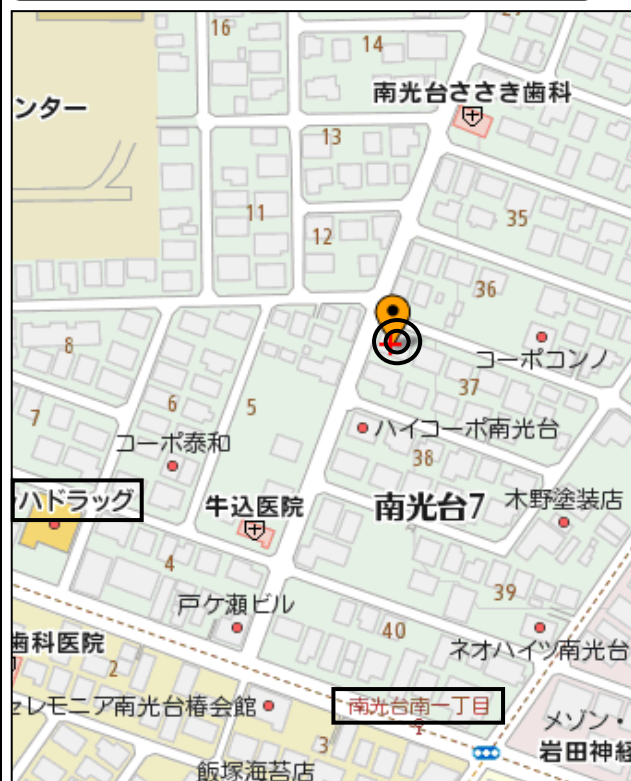 16
14
南光台ささき歯科
ンター
13
11
12
35
36
8
コーポコンノ
37
7
6
5
コーポ泰和
ハイコーポ南光台
38
ハドラッグ
牛込医院
南光台7
木野塗装店
4
39
戸ケ瀬ビル
40
歯科医院
2
ネオハイツ南光台
セレモニア南光台椿会館
南光台南一丁目
メゾン・
3
岩田神経
飯塚海苔店